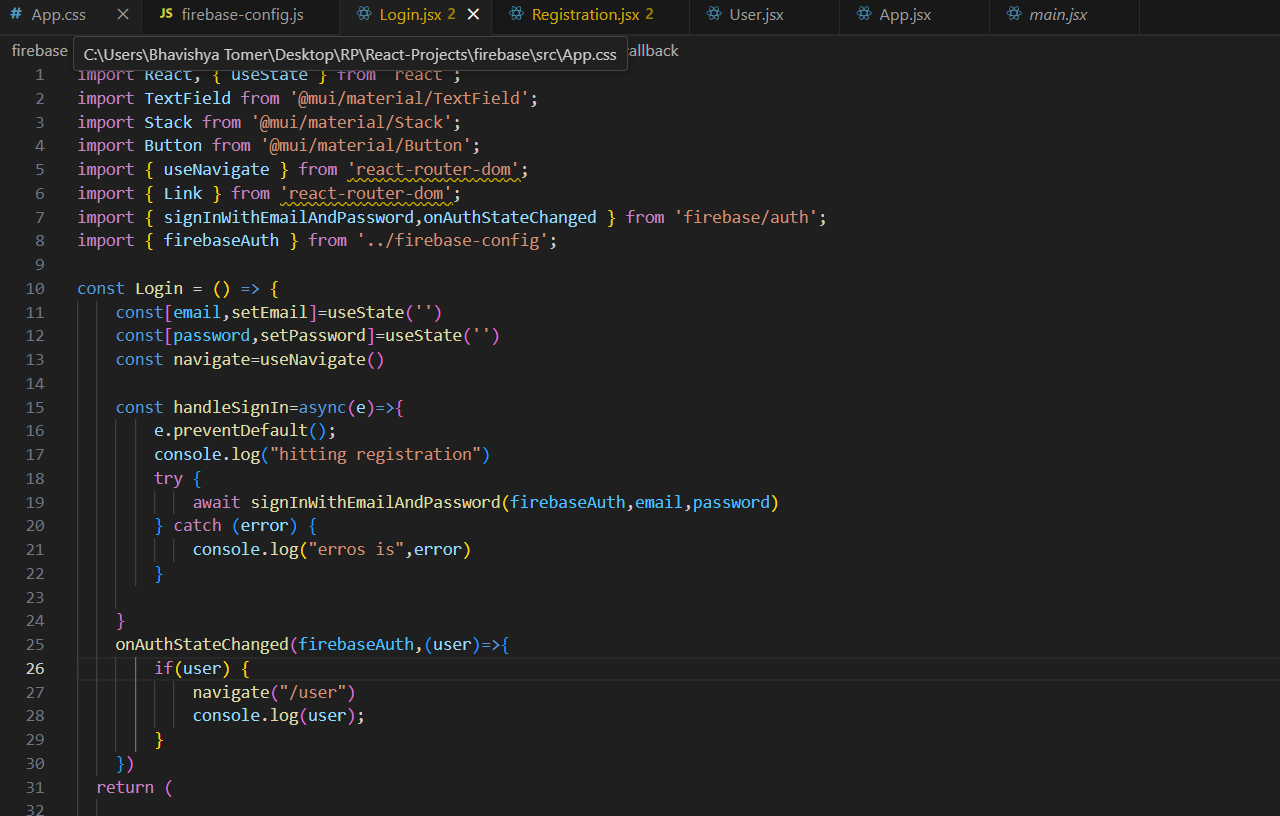 # App.css
JS firebase-config.js
Login.jsx 2
Registration.jsx 2
User.jsx
App.jsx
main.jsx
firebase
C:\Users\Bhavishya Tomer\Desktop\RP\React-Projects\firebase\src\App.css
allback
1 import React, { useState } from 'react';
2 import TextField from '@mui/material/TextField';
3 import Stack from '@mui/material/Stack';
4 import Button from '@mui/material/Button';
5 import { useNavigate } from 'react-router-dom';
6 import { Link } from 'react-router-dom';
7 import { signInWithEmailAndPassword,onAuthStateChanged } from 'firebase/auth';
8 import { firebaseAuth } from '../firebase-config';
9
10 const Login = () => {
11 const[email,setEmail]=useState('')
12 const[password,setPassword]=useState('')
13 const navigate=useNavigate()
14
15 const handleSignIn=async(e)=>{
16 e.preventDefault();
17 console.log("hitting registration")
18 try {
19 await signInWithEmailAndPassword(firebaseAuth,email,password)
20 } catch (error) {
21 console.log("erros is",error)
22 }
23
24 }
25 onAuthStateChanged(firebaseAuth,(user)=>{
26 if(user) {
27 navigate("/user")
28 console.log(user);
29 }
30 })
31 return (
32